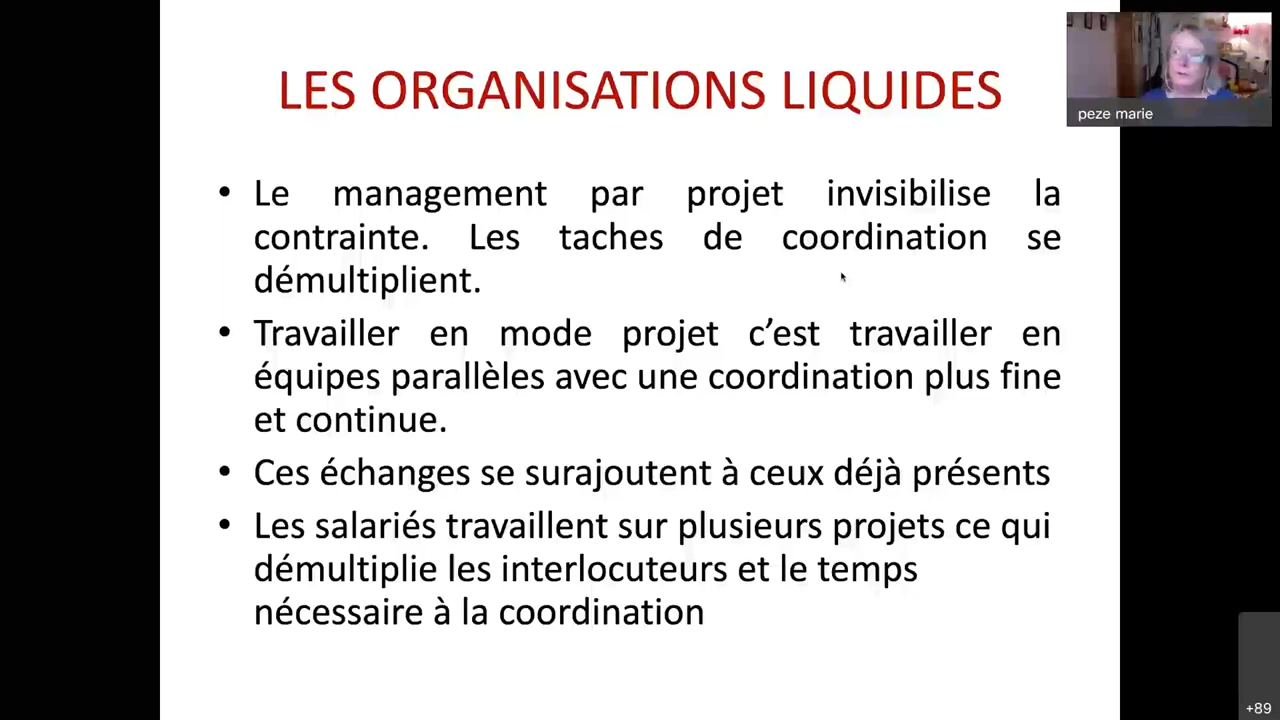 LES ORGANISATIONS LIQUIDES
peze marie
• Le management par projet invisibilise la
contrainte. Les taches de coordination se
démultiplient.
• Travailler en mode projet c’est travailler en
équipes parallèles avec une coordination plus fine
et continue.
• Ces échanges se surajoutent à ceux déjà présents
• Les salariés travaillent sur plusieurs projets ce qui
démultiplie les interlocuteurs et le temps
nécessaire à la coordination
+89